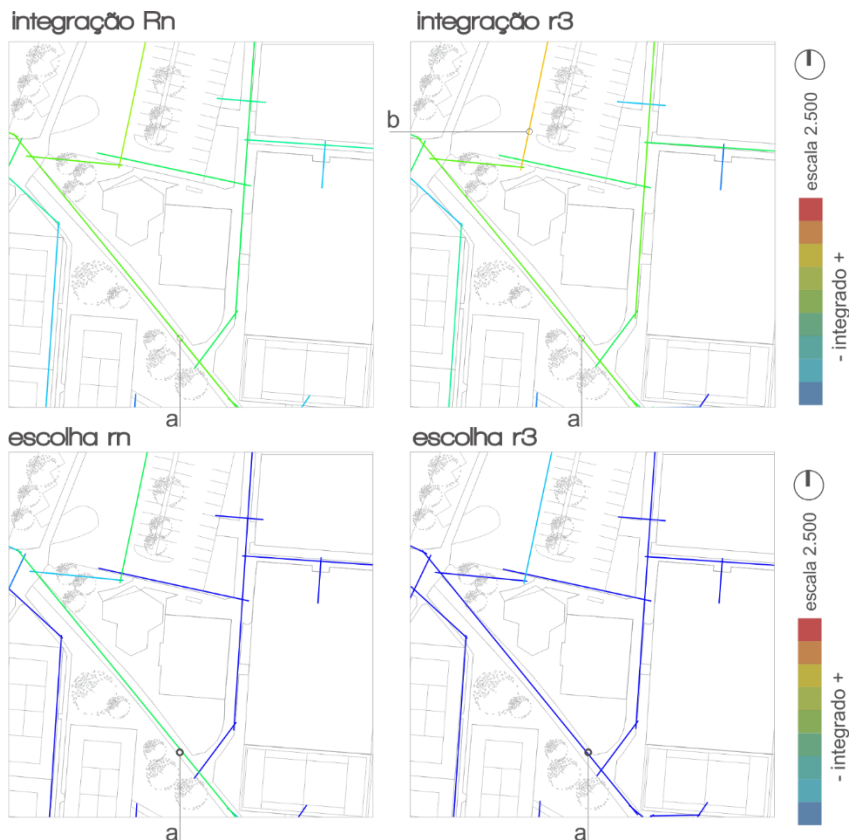 integração Rn
integração r3
b
a
a
escala 2.500
- integrado +
escolha rn
escolha r3
a
a
escala 2.500
- integrado +